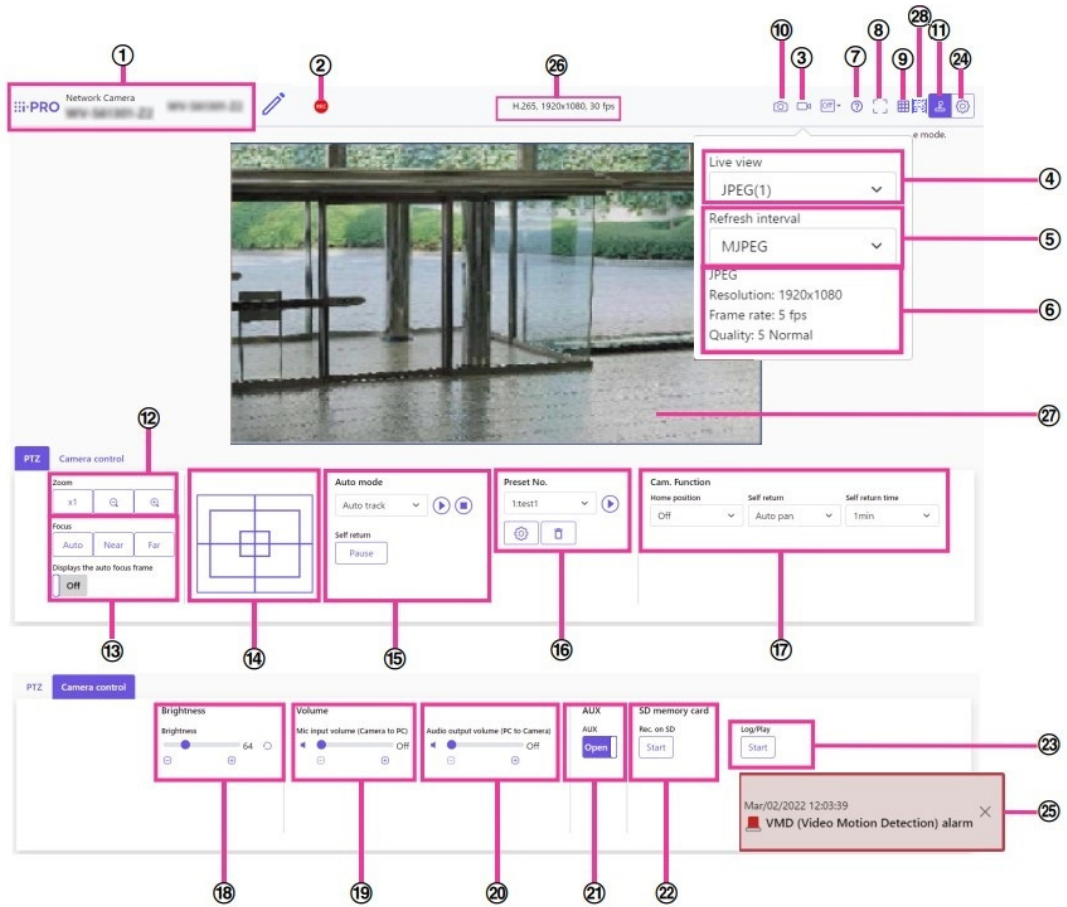 ⑩ ③ ⑦ ⑧ ⑨ ㉘ ⑪ ㉔
① ② ㉖
i-PRO Network Camera
REC
H.265, 1920x1080, 30 fps
Off
e mode.
Live view
JPEG(1)
④
Refresh interval
MJPEG
⑤
JPEG
Resolution: 1920x1080
Frame rate: 5 fps
Quality: 5 Normal
⑥
㉗
⑫
PTZ Camera control
Zoom
x1
Focus
Auto Near Far
Displays the auto focus frame
Off
Auto mode
Auto track
Self return
Pause
Preset No.
1:test1
Cam. Function
Home position Self return Self return time
Off Auto pan 1min
⑬ ⑭ ⑮ ⑯ ⑰
PTZ Camera control
Brightness
Brightness
64
Volume
Mic input volume (Camera to PC)
Off
Audio output volume (PC to Camera)
Off
AUX
AUX
Open
SD memory card
Rec. on SD
Start
Log/Play
Start
㉓
Mar/02/2022 12:03:39
VMD (Video Motion Detection) alarm
㉕
⑱ ⑲ ⑳ ㉑ ㉒